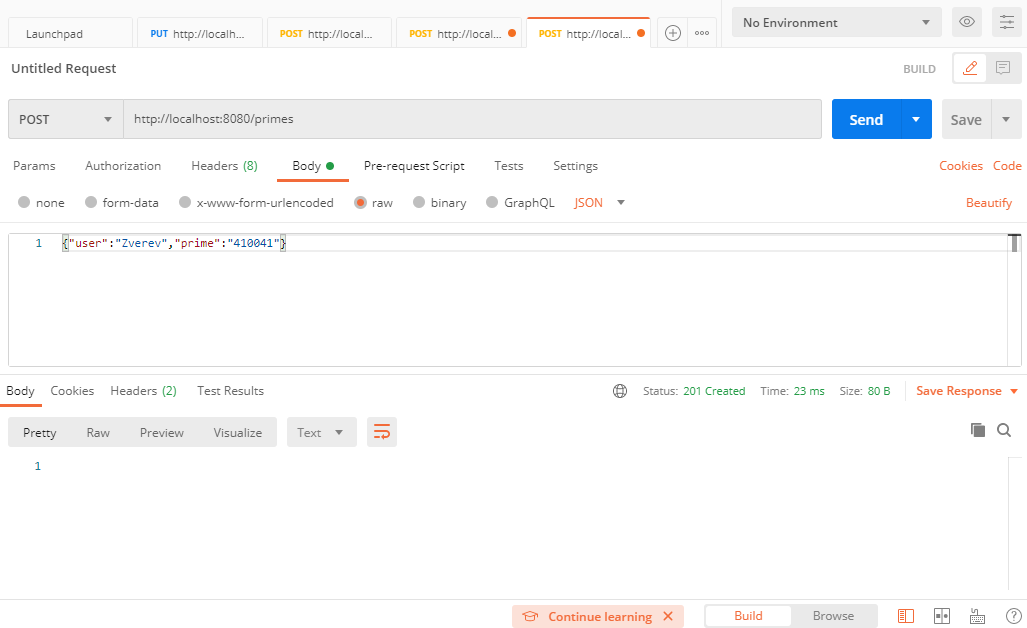 Launchpad PUT http://localh... POST http://local... POST http://local... POST http://local... No Environment
Untitled Request BUILD
POST http://localhost:8080/primes Send Save
Params Authorization Headers (8) Body Pre-request Script Tests Settings Cookies Code
none form-data x-www-form-urlencoded raw binary GraphQL JSON Beautify
1 {"user":"Zverev","prime":"410041"}
Body Cookies Headers (2) Test Results Status: 201 Created Time: 23 ms Size: 80 B Save Response
Pretty Raw Preview Visualize Text
1
Continue learning Build Browse